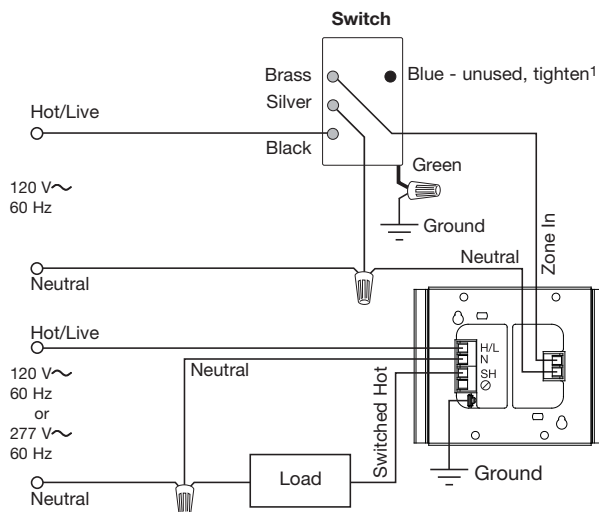 Switch
Brass
Blue - unused, tighten1
Silver
Hot/Live
Black
Green
120 V~
60 Hz
Ground
Neutral
Zone In
Neutral
Hot/Live
H/L
N
Neutral
SH
120 V~
60 Hz
or
277 V~
60 Hz
Switched Hot
Load
Ground
Neutral